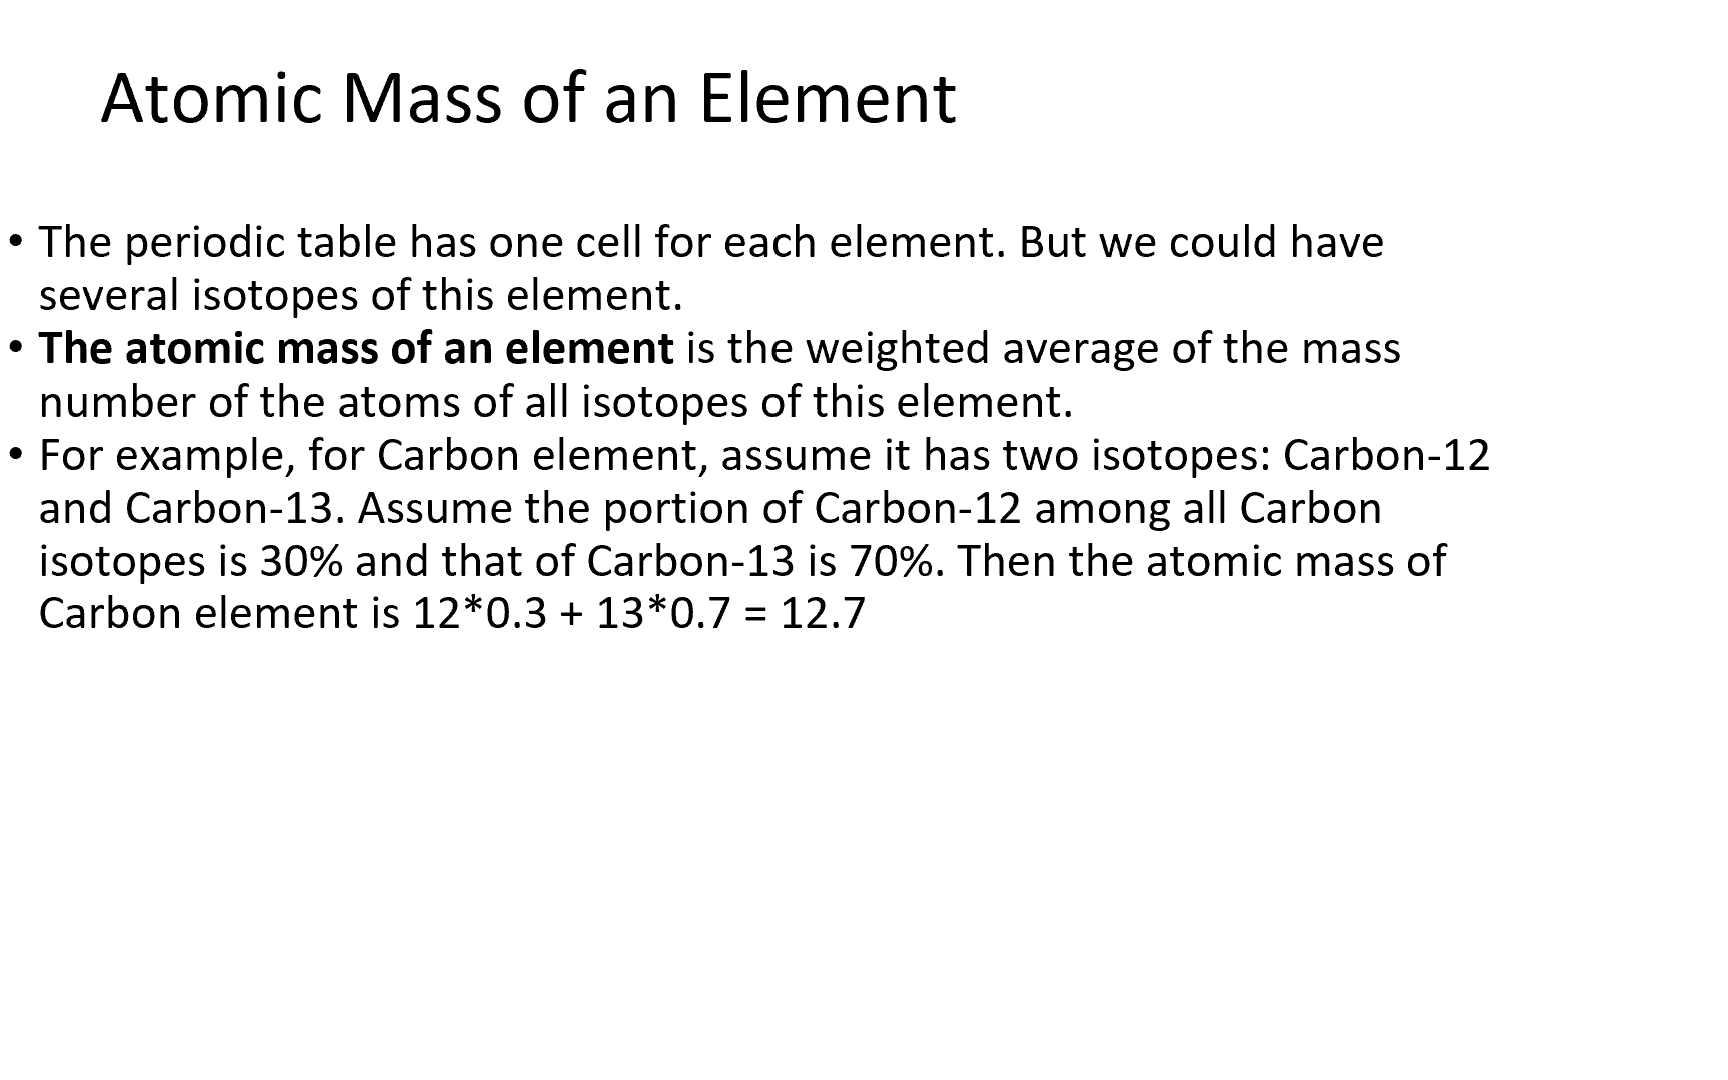 Atomic Mass of an Element
• The periodic table has one cell for each element. But we could have
several isotopes of this element.
• The atomic mass of an element is the weighted average of the mass
number of the atoms of all isotopes of this element.
• For example, for Carbon element, assume it has two isotopes: Carbon-12
and Carbon-13. Assume the portion of Carbon-12 among all Carbon
isotopes is 30% and that of Carbon-13 is 70%. Then the atomic mass of
Carbon element is 12*0.3 + 13*0.7 = 12.7